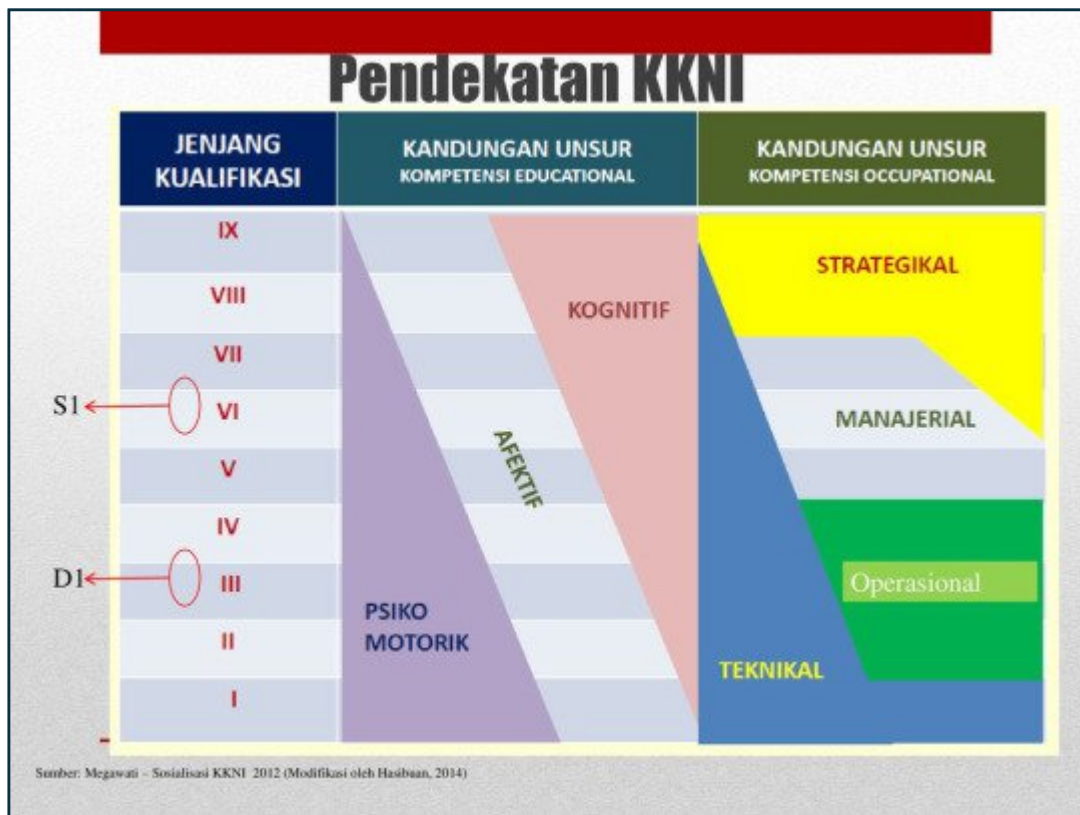 Pendekatan KKNI
JENJANG
KUALIFIKASI
KANDUNGAN UNSUR
KOMPETENSI EDUCATIONAL
KANDUNGAN UNSUR
KOMPETENSI OCCUPATIONAL
IX
VIII
VII
VI
V
IV
III
II
I
S1
D1
PSIKO
MOTORIK
AFEKTIF
KOGNITIF
STRATEGIKAL
MANAJERIAL
Operasional
TEKNIKAL
Sumber: Megawati – Sosialisasi KKNI 2012 (Modifikasi oleh Hasibuan, 2014)